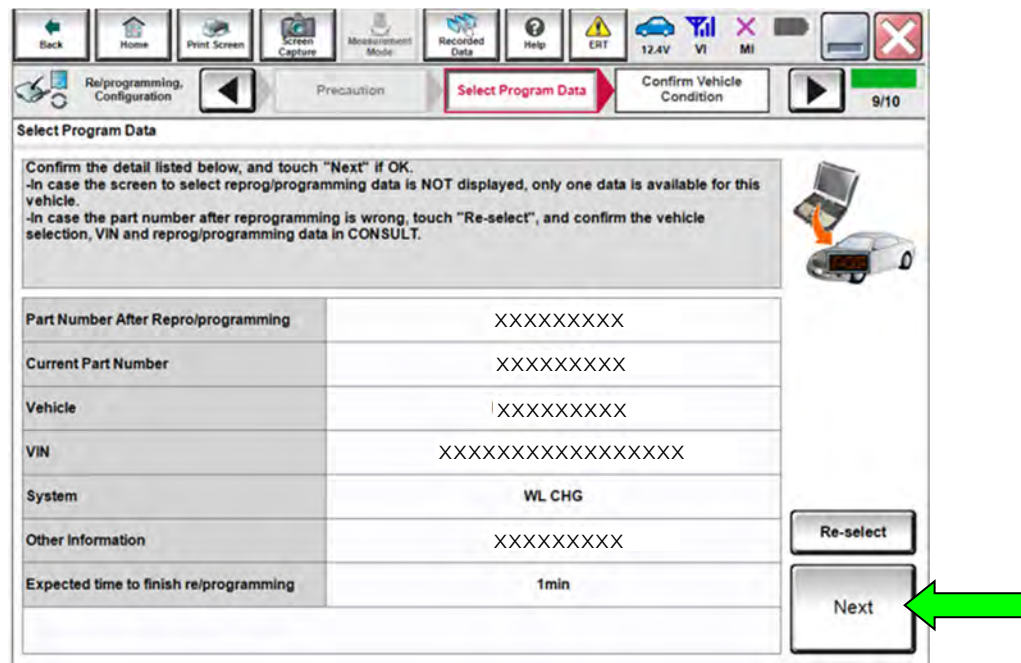 Back
Home
Print Screen
Screen
Capture
Measurement
Mode
Recorded
Data
Help
ERT
12.4V
VI
MI
Re/programming,
Configuration
Precaution
Select Program Data
Confirm Vehicle
Condition
9/10
Select Program Data
Confirm the detail listed below, and touch "Next" if OK.
-In case the screen to select reprog/programming data is NOT displayed, only one data is available for this
vehicle.
-In case the part number after reprogramming is wrong, touch "Re-select", and confirm the vehicle
selection, VIN and reprog/programming data in CONSULT.
Part Number After Repro/programming
XXXXXXXXX
Current Part Number
XXXXXXXXX
Vehicle
XXXXXXXXX
VIN
XXXXXXXXXXXXXXXXX
System
WL CHG
Other Information
XXXXXXXXX
Expected time to finish re/programming
1min
Re-select
Next